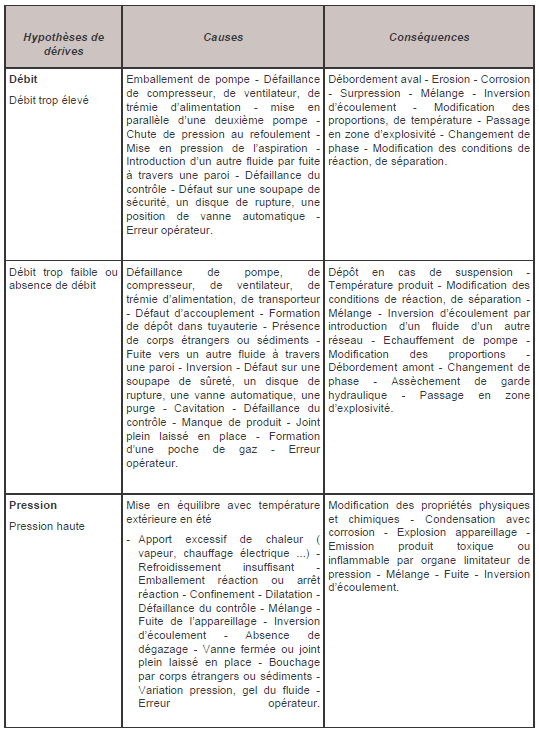 Hypothèses de
dérives
Causes
Conséquences
Débit
Débit trop élevé
Emballement de pompe - Défaillance
de compresseur, de ventilateur, de
trémie d'alimentation - mise en
parallèle d'une deuxième pompe -
Chute de pression au refoulement -
Mise en pression de l'aspiration -
Introduction d'un autre fluide par fuite
à travers une paroi - Défaillance du
contrôle - Défaut sur une soupape de
sécurité, un disque de rupture, une
position de vanne automatique -
Erreur opérateur.
Débordement aval - Erosion - Corrosion
- Surpression - Mélange - Inversion
d'écoulement - Modification des
proportions, de température - Passage
en zone d'explosivité - Changement de
phase - Modification des conditions de
réaction, de séparation.
Débit trop faible ou
absence de débit
Défaillance de pompe, de
compresseur, de ventilateur, de
trémie d'alimentation, de transporteur
- Défaut d'accouplement - Formation
de dépôt dans tuyauterie - Présence
de corps étrangers ou sédiments -
Fuite vers un autre fluide à travers
une paroi - Inversion - Défaut sur une
soupape de sûreté, un disque de
rupture, une vanne automatique, une
purge - Cavitation - Défaillance du
contrôle - Manque de produit - Joint
plein laissé en place - Formation
d'une poche de gaz - Erreur
opérateur.
Dépôt en cas de suspension -
Température produit - Modification des
conditions de réaction, de séparation -
Mélange - Inversion d'écoulement par
introduction d'un fluide d'un autre
réseau - Echauffement de pompe -
Modification des proportions -
Débordement amont - Changement de
phase - Assèchement de garde
hydraulique - Passage en zone
d'explosivité.
Pression
Pression haute
Mise en équilibre avec température
extérieure en été
- Apport excessif de chaleur (
vapeur, chauffage électrique ...) -
Refroidissement insuffisant -
Emballement réaction ou arrêt
réaction - Confinement - Dilatation -
Défaillance du contrôle - Mélange -
Fuite de l'appareillage - Inversion
d'écoulement - Absence de
dégazage - Vanne fermée ou joint
plein laissé en place - Bouchage
par corps étrangers ou sédiments -
Variation pression, gel du fluide -
Erreur opérateur.
Modification des propriétés physiques
et chimiques - Condensation avec
corrosion - Explosion appareillage -
Emission produit toxique ou
inflammable par organe limitateur de
pression - Mélange - Fuite - Inversion
d'écoulement.